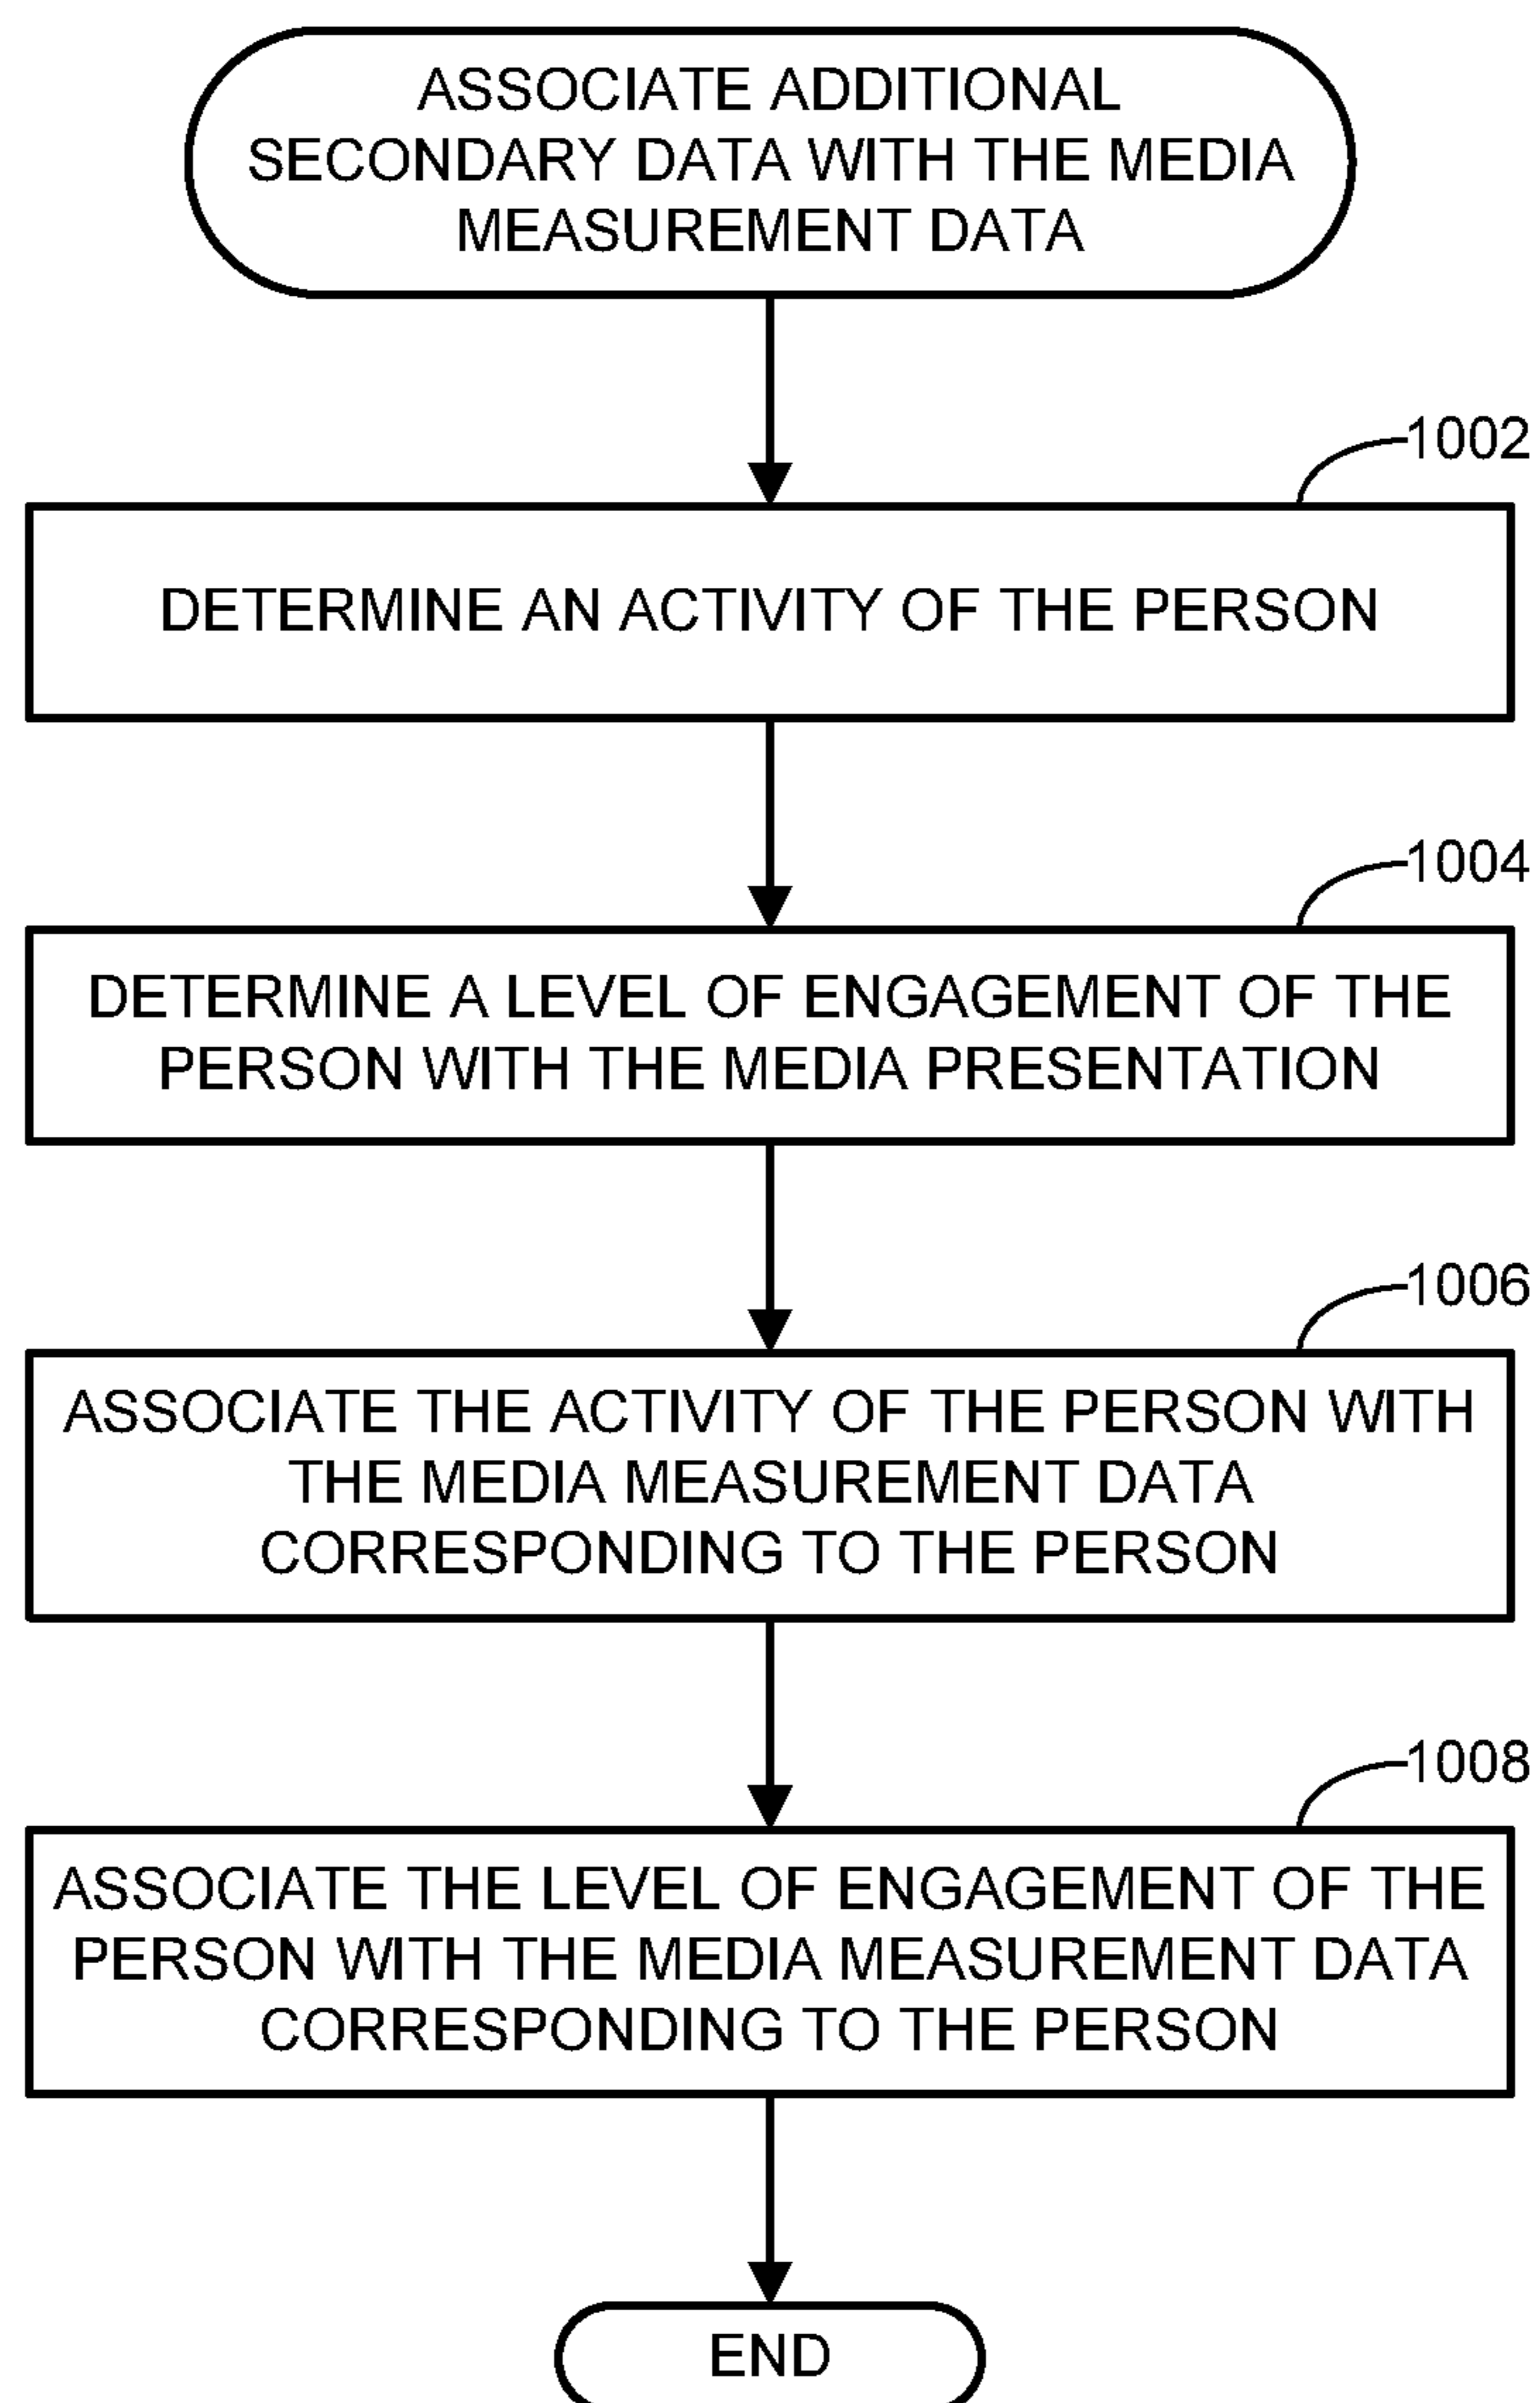 ASSOCIATE ADDITIONAL
SECONDARY DATA WITH THE MEDIA
MEASUREMENT DATA
1002
DETERMINE AN ACTIVITY OF THE PERSON
1004
DETERMINE A LEVEL OF ENGAGEMENT OF THE
PERSON WITH THE MEDIA PRESENTATION
1006
ASSOCIATE THE ACTIVITY OF THE PERSON WITH
THE MEDIA MEASUREMENT DATA
CORRESPONDING TO THE PERSON
1008
ASSOCIATE THE LEVEL OF ENGAGEMENT OF THE
PERSON WITH THE MEDIA MEASUREMENT DATA
CORRESPONDING TO THE PERSON
END